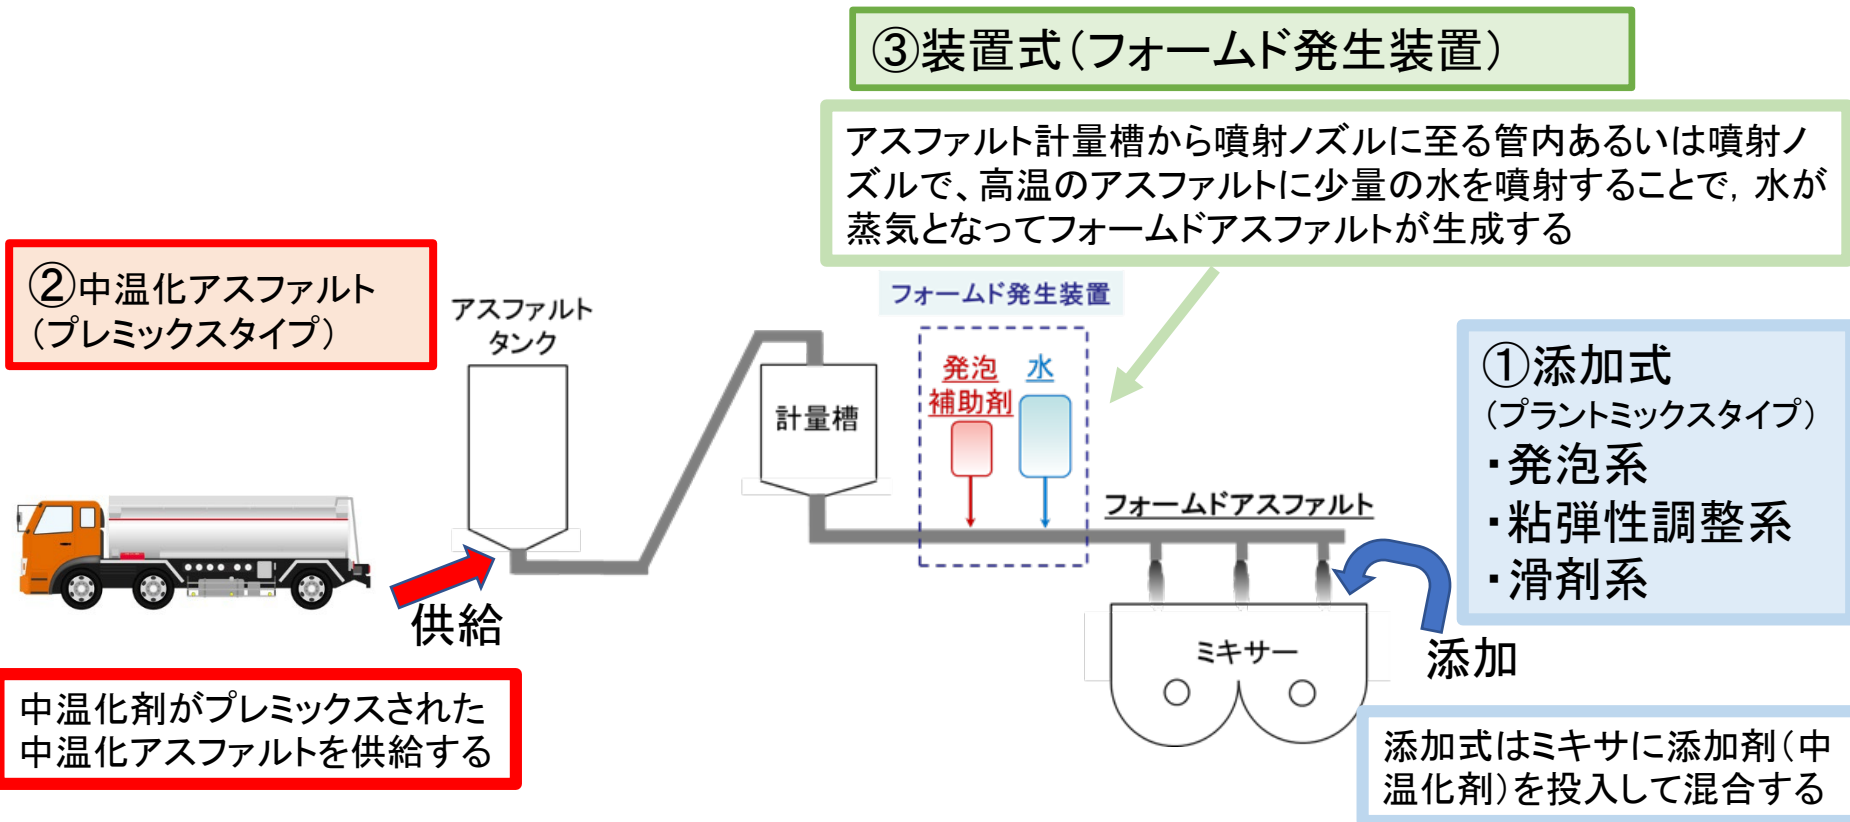 ③装置式(フォームド発生装置)
アスファルト計量槽から噴射ノズルに至る管内あるいは噴射ノ
ズルで、高温のアスファルトに少量の水を噴射することで，水が
蒸気となってフォームドアスファルトが生成する
②中温化アスファルト
(プレミックスタイプ)
アスファルト
タンク
フォームド発生装置
発泡
補助剤
水
計量槽
①添加式
(プラントミックスタイプ)
・発泡系
・粘弾性調整系
・滑剤系
フォームドアスファルト
供給
ミキサー
添加
中温化剤がプレミックスされた
中温化アスファルトを供給する
添加式はミキサに添加剤(中
温化剤)を投入して混合する